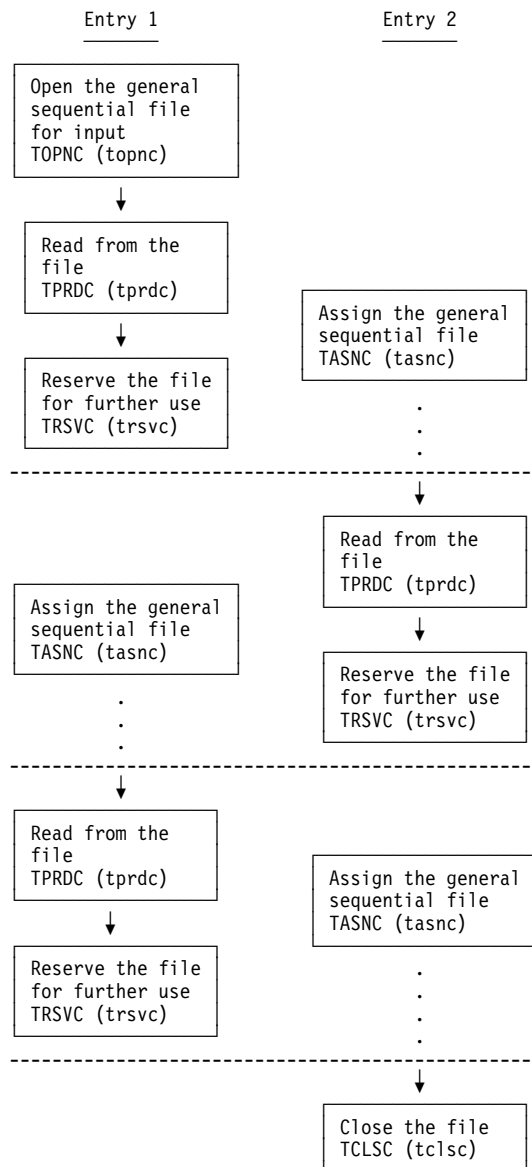 Entry 1
Entry 2
Open the general
sequential file
for input
TOPNC (topnc)
Read from the
file
TPRDC (tprdc)
Assign the general
sequential file
TASNC (tasnc)
Reserve the file
for further use
TRSVC (trsvc)
Read from the
file
TPRDC (tprdc)
Assign the general
sequential file
TASNC (tasnc)
Reserve the file
for further use
TRSVC (trsvc)
Read from the
file
TPRDC (tprdc)
Assign the general
sequential file
TASNC (tasnc)
Reserve the file
for further use
TRSVC (trsvc)
Close the file
TCLSC (tclsc)